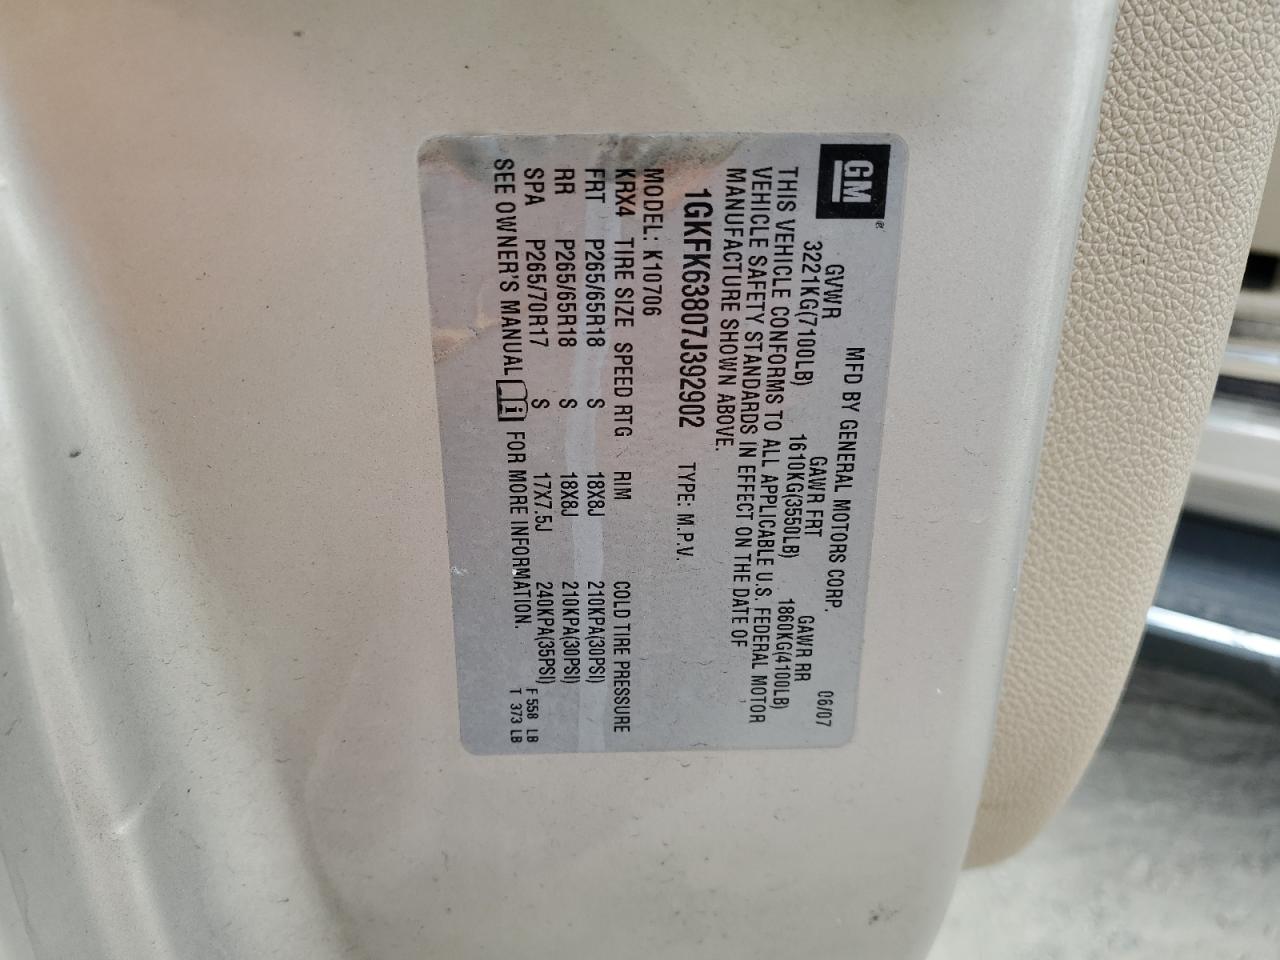 GM®
MFD BY GENERAL MOTORS CORP. 06/07
GVWR GAWR FRT GAWR RR
3221KG(7100LB) 1610KG(3550LB) 1860KG(4100LB)
THIS VEHICLE CONFORMS TO ALL APPLICABLE U.S. FEDERAL MOTOR
VEHICLE SAFETY STANDARDS IN EFFECT ON THE DATE OF
MANUFACTURE SHOWN ABOVE.
1GKFK63807J392902 TYPE: M.P.V.
MODEL: K10706
KRX4 TIRE SIZE SPEED RTG RIM COLD TIRE PRESSURE
FRT P265/65R18 S 18X8J 210KPA(30PSI)
RR P265/65R18 S 18X8J 210KPA(30PSI)
SPA P265/70R17 S 17X7.5J 240KPA(35PSI) F 558 LB
SEE OWNER'S MANUAL i FOR MORE INFORMATION. T 373 LB